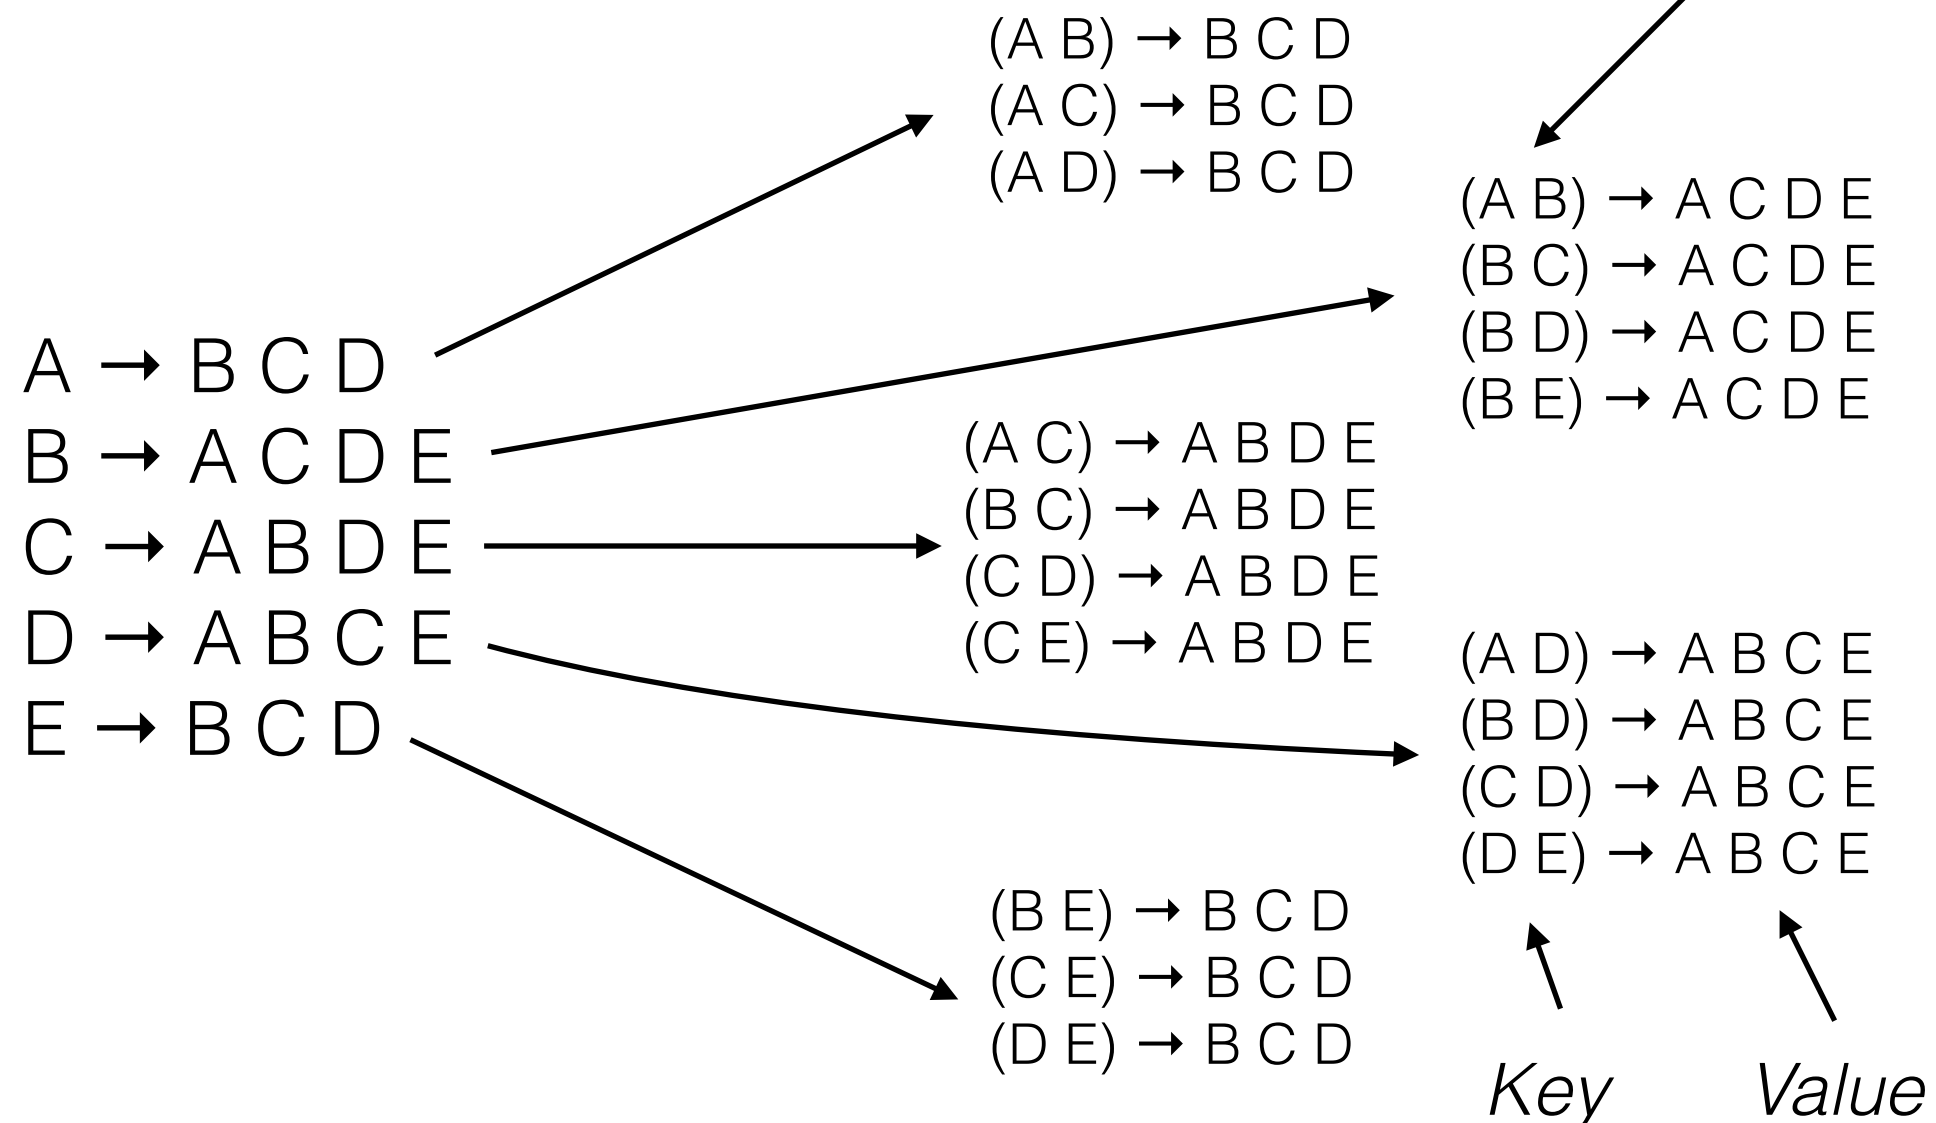 A → B C D
B → A C D E
C → A B D E
D → A B C E
E → B C D
(A B) → B C D
(A C) → B C D
(A D) → B C D
(A B) → A C D E
(B C) → A C D E
(B D) → A C D E
(B E) → A C D E
(A C) → A B D E
(B C) → A B D E
(C D) → A B D E
(C E) → A B D E
(A D) → A B C E
(B D) → A B C E
(C D) → A B C E
(D E) → A B C E
(B E) → B C D
(C E) → B C D
(D E) → B C D
Key
Value